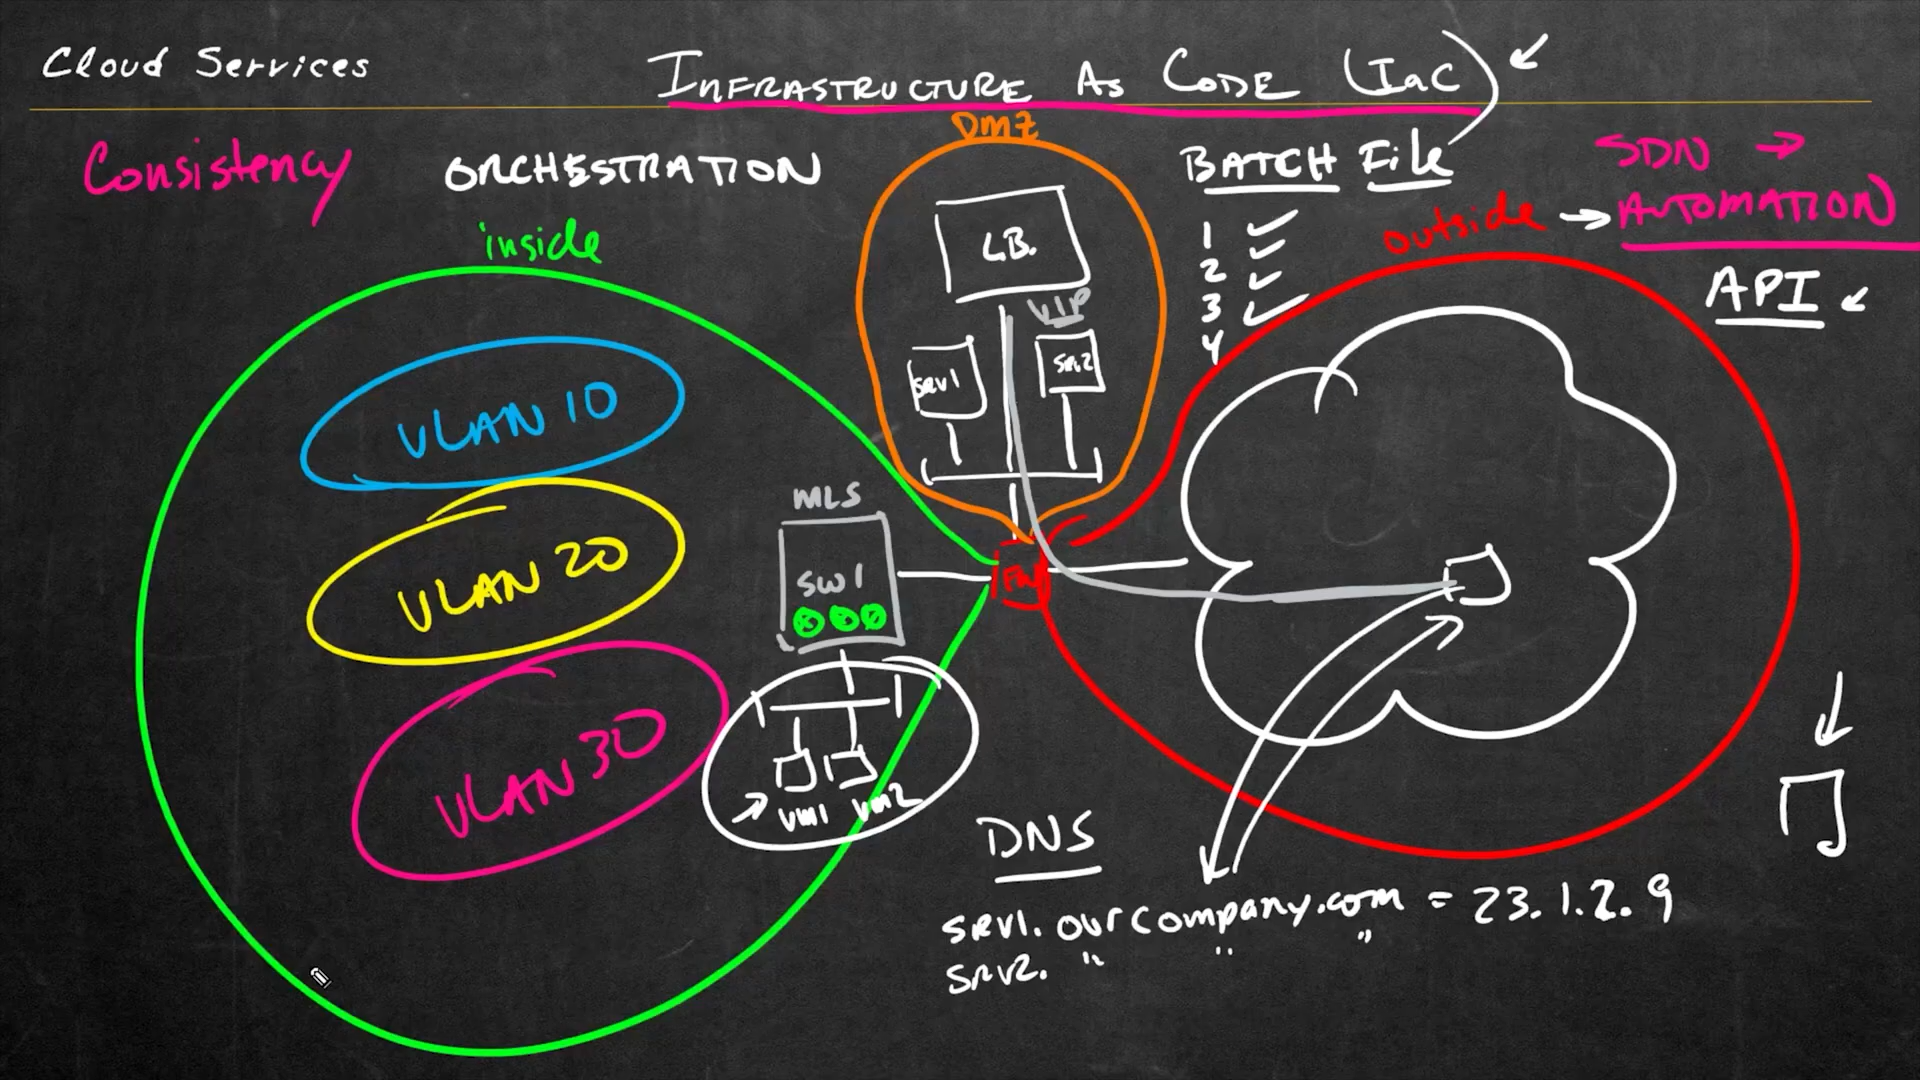 Cloud Services
INFRASTRUCTURE AS CODE (IaC)
DMZ
Consistency
ORCHESTRATION
BATCH File
SDN
AUTOMATION
API
inside
outside
LB.
VIP
1
2
3
4
SRV1
SRV2
VLAN 10
VLAN 20
VLAN 30
MLS
SW1
FW
VM1 VM2
DNS
SRV1. ourcompany.com = 23.1.2.9
SRV2. " " "